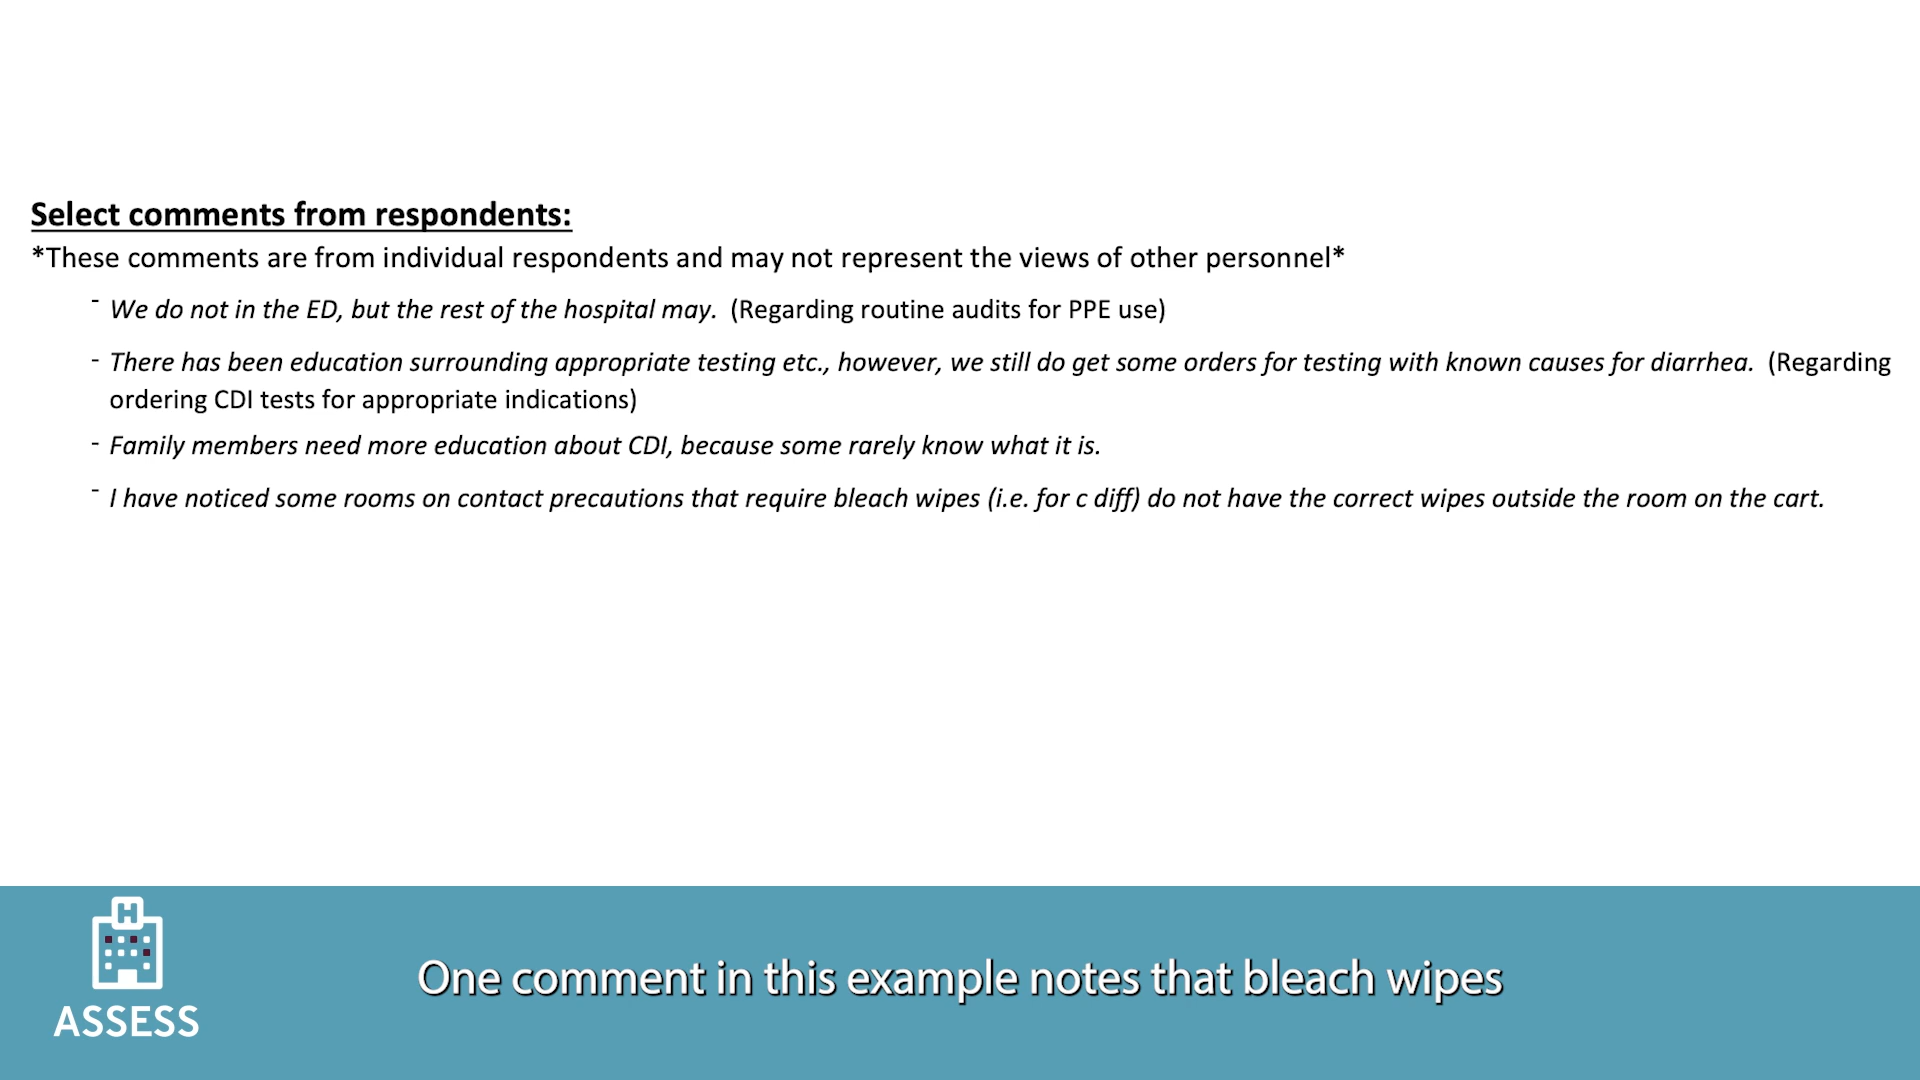 Select comments from respondents:
*These comments are from individual respondents and may not represent the views of other personnel*
- We do not in the ED, but the rest of the hospital may.  (Regarding routine audits for PPE use)
- There has been education surrounding appropriate testing etc., however, we still do get some orders for testing with known causes for diarrhea.  (Regarding
ordering CDI tests for appropriate indications)
- Family members need more education about CDI, because some rarely know what it is.
- I have noticed some rooms on contact precautions that require bleach wipes (i.e. for c diff) do not have the correct wipes outside the room on the cart.
H
One comment in this example notes that bleach wipes
ASSESS